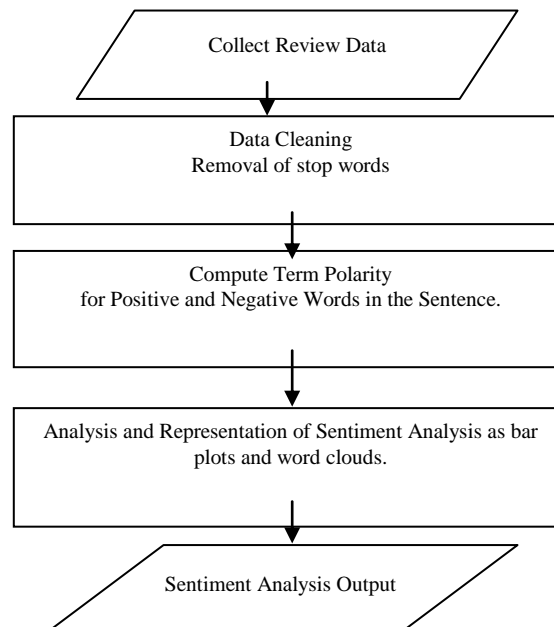 Collect Review Data
Data Cleaning
Removal of stop words
Compute Term Polarity
for Positive and Negative Words in the Sentence.
Analysis and Representation of Sentiment Analysis as bar
plots and word clouds.
Sentiment Analysis Output